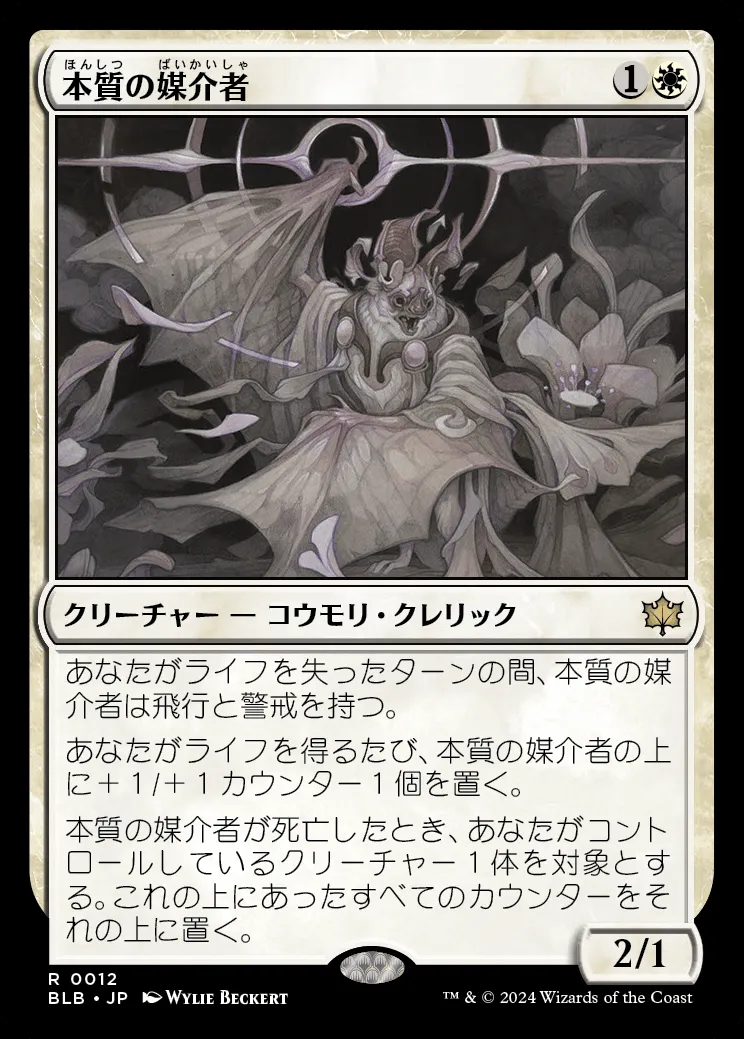 ほんしつ ばいかいしゃ
本質の媒介者 1
クリーチャー — コウモリ・クレリック
あなたがライフを失ったターンの間、本質の媒
介者は飛行と警戒を持つ。
あなたがライフを得るたび、本質の媒介者の上
に＋１/＋１カウンター１個を置く。
本質の媒介者が死亡したとき、あなたがコント
ロールしているクリーチャー１体を対象とす
る。これの上にあったすべてのカウンターをそ
れの上に置く。
2/1
R 0012
BLB • JP Wylie Beckert
™ & © 2024 Wizards of the Coast